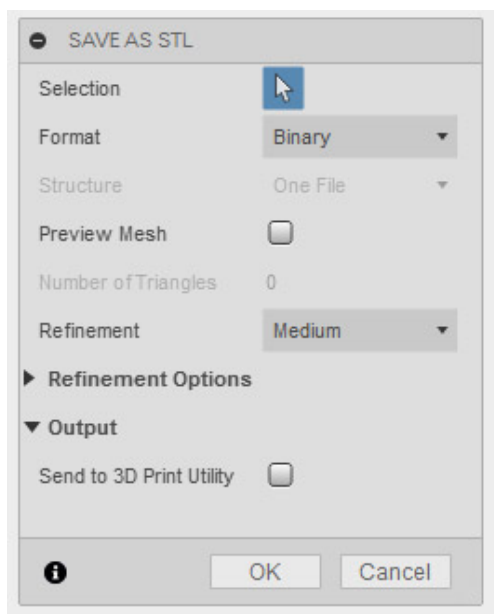 SAVE AS STL
Selection
Format Binary
Structure One File
Preview Mesh
Number of Triangles 0
Refinement Medium
Refinement Options
Output
Send to 3D Print Utility
OK Cancel